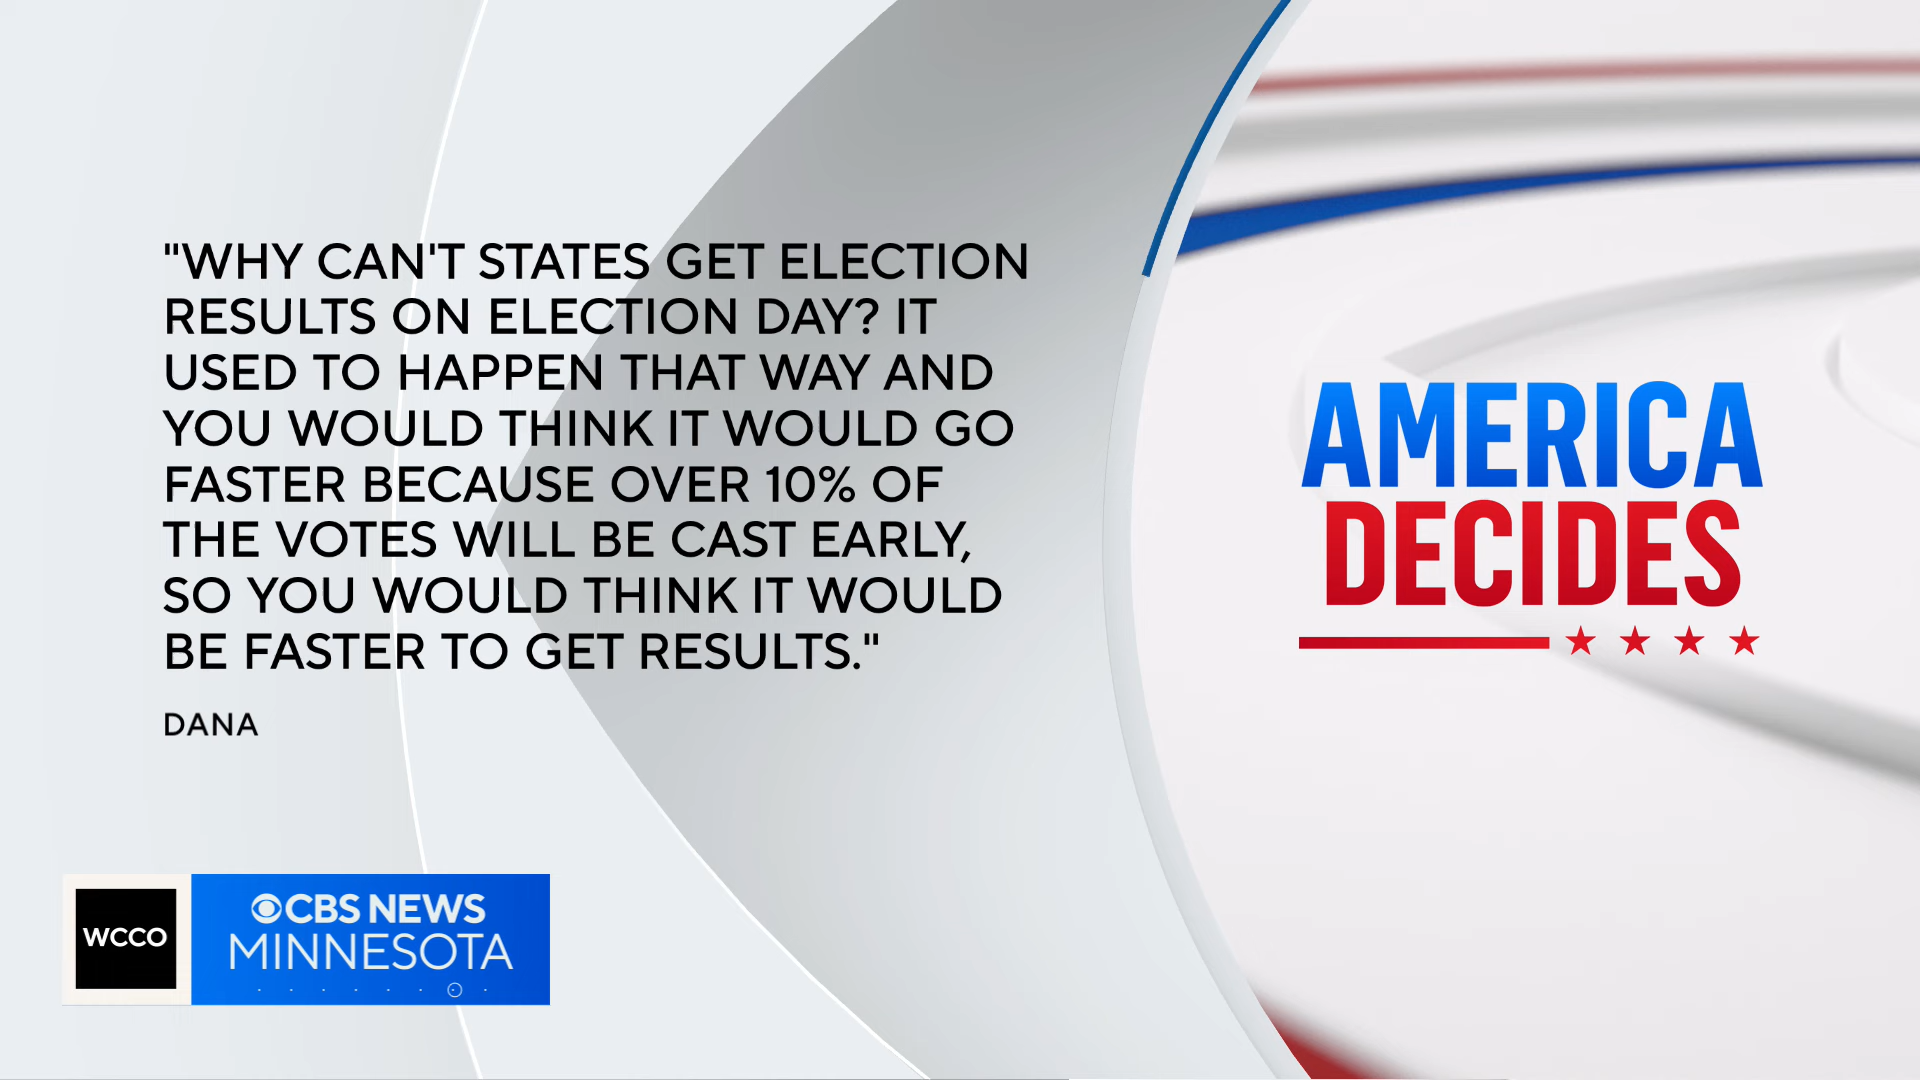 "WHY CAN'T STATES GET ELECTION
RESULTS ON ELECTION DAY? IT
USED TO HAPPEN THAT WAY AND
YOU WOULD THINK IT WOULD GO
FASTER BECAUSE OVER 10% OF
THE VOTES WILL BE CAST EARLY,
SO YOU WOULD THINK IT WOULD
BE FASTER TO GET RESULTS."
DANA
AMERICA
DECIDES
WCCO
CBS NEWS
MINNESOTA